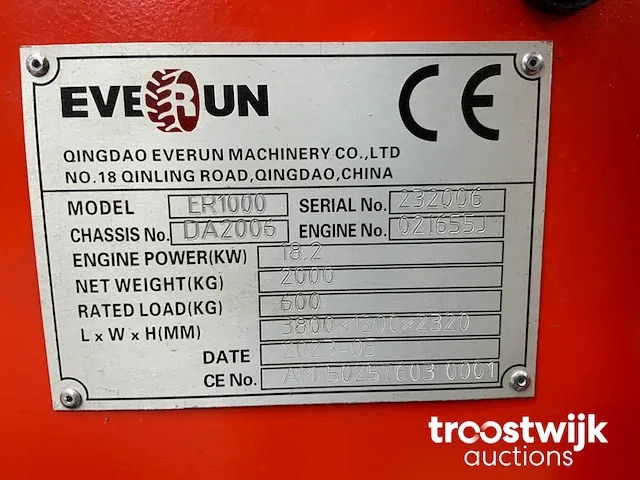 EVERUN CE
QINGDAO EVERUN MACHINERY CO.,LTD
NO.18 QINLING ROAD,QINGDAO,CHINA
MODEL ER1000 SERIAL No. 232006
CHASSIS No. DA2006 ENGINE No. 021655J
ENGINE POWER(KW) 18.2
NET WEIGHT(KG) 2000
RATED LOAD(KG) 600
L x W x H(MM) 3800×1200×2320
DATE 2023-05
CE No. AM 50257603 0001
troostwijk
auctions